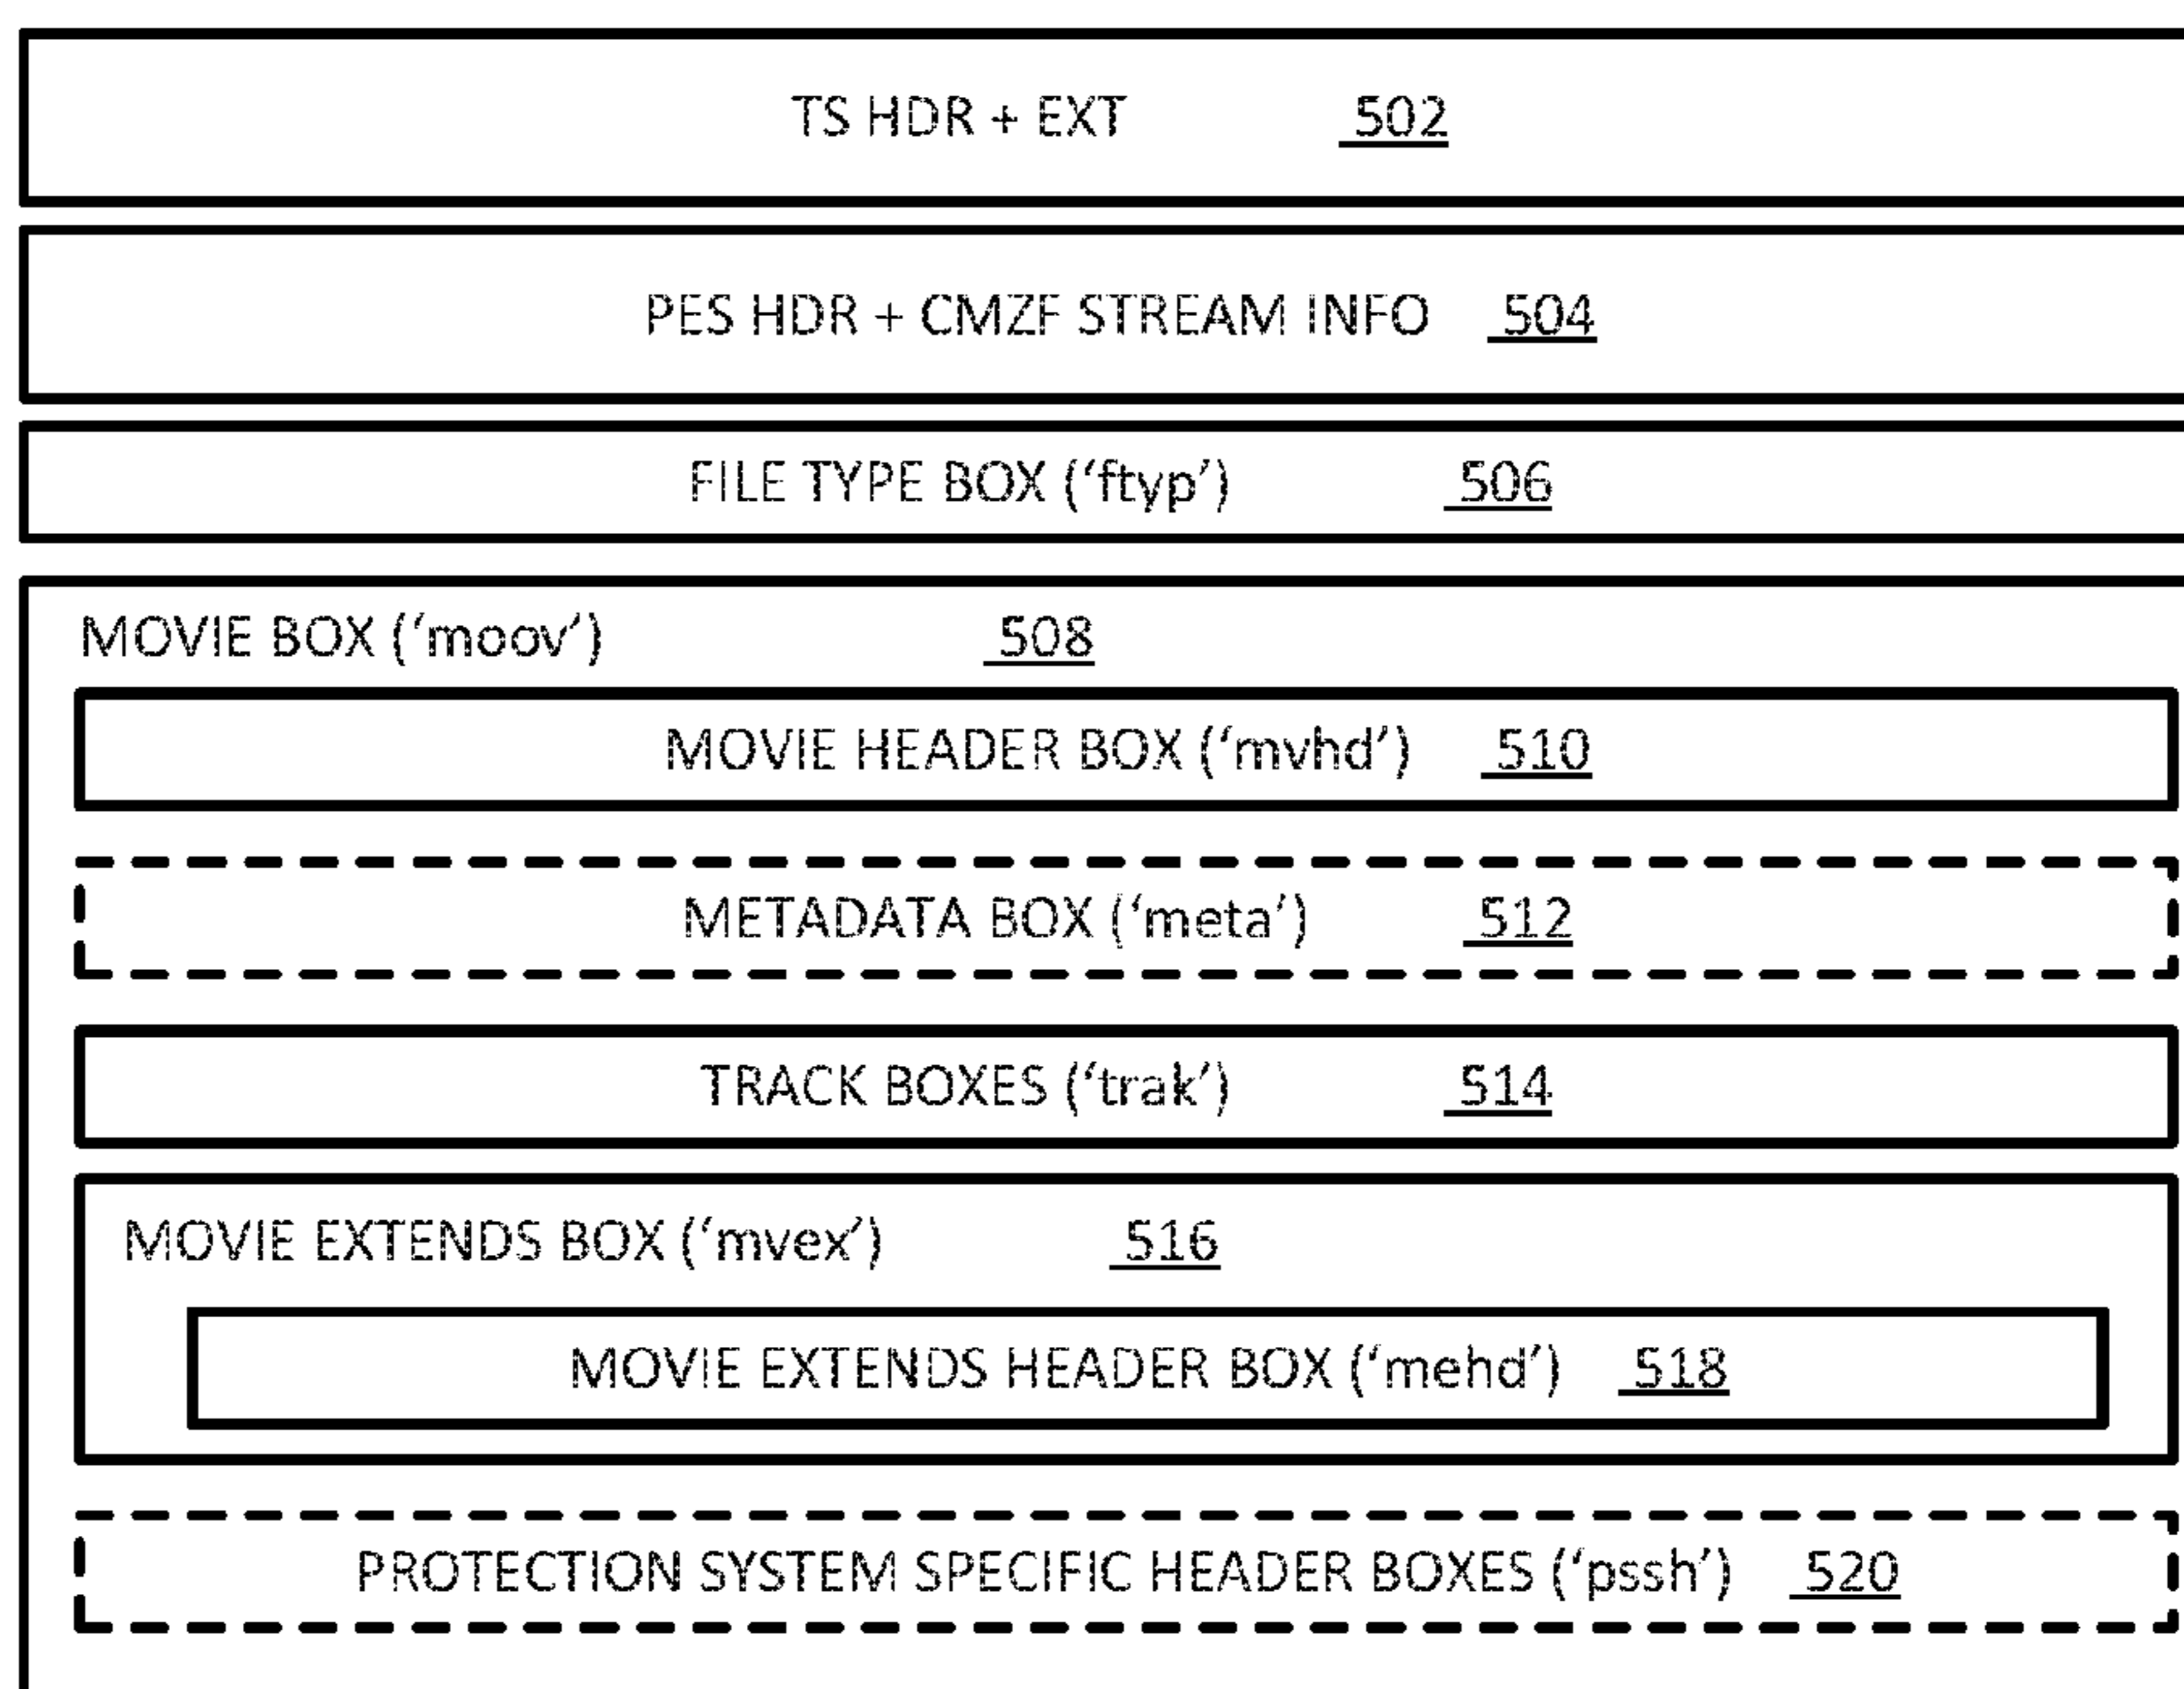 TS HDR + EXT 502
PES HDR + CMZF STREAM INFO 504
FILE TYPE BOX (‘ftyp’) 506
MOVIE BOX (‘moov’) 508
MOVIE HEADER BOX (‘mvhd’) 510
METADATA BOX (‘meta’) 512
TRACK BOXES (‘trak’) 514
MOVIE EXTENDS BOX (‘mvex’) 516
MOVIE EXTENDS HEADER BOX (‘mehd’) 518
PROTECTION SYSTEM SPECIFIC HEADER BOXES (‘pssh’) 520